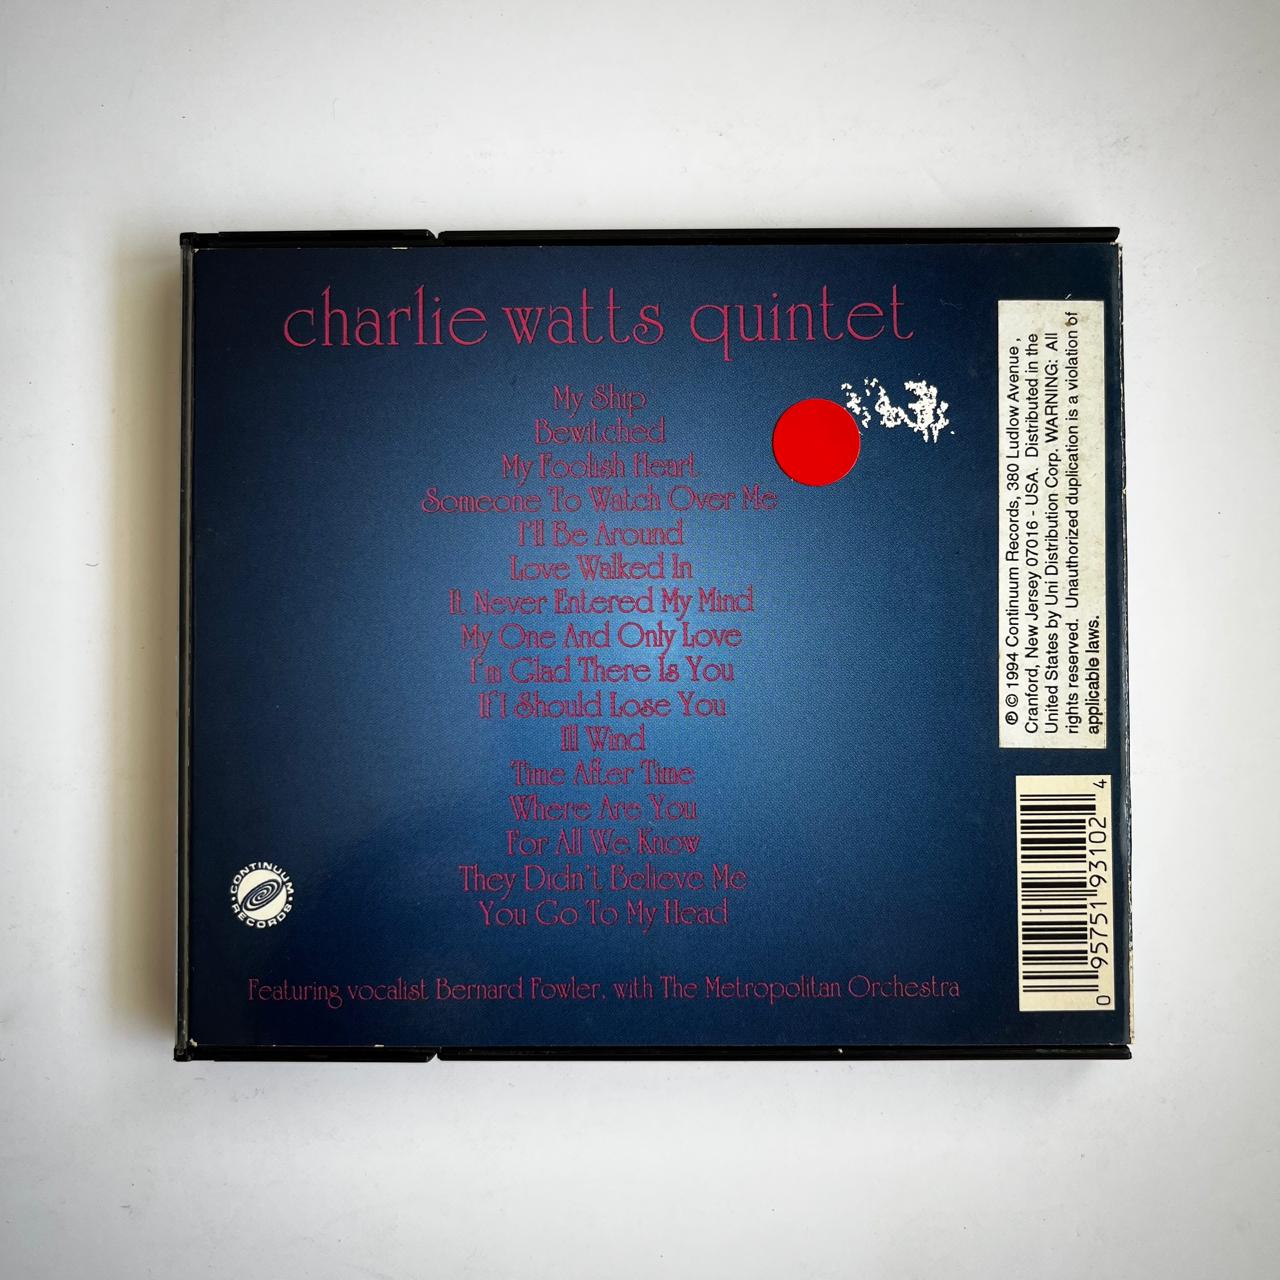 charlie watts quintet
My Ship
Bewitched
My Foolish Heart
Someone To Watch Over Me
I'll Be Around
Love Walked In
It Never Entered My Mind
My One And Only Love
I'm Glad There Is You
If I Should Lose You
Ill Wind
Time After Time
Where Are You
For All We Know
They Didn't Believe Me
You Go To My Head
Featuring vocalist Bernard Fowler, with The Metropolitan Orchestra
CONTINUUM
RECORDS
℗ © 1994 Continuum Records, 380 Ludlow Avenue ,
Cranford, New Jersey 07016 - USA. Distributed in the
United States by Uni Distribution Corp. WARNING: All
rights reserved. Unauthorized duplication is a violation of
applicable laws.
0 95751 93102 4